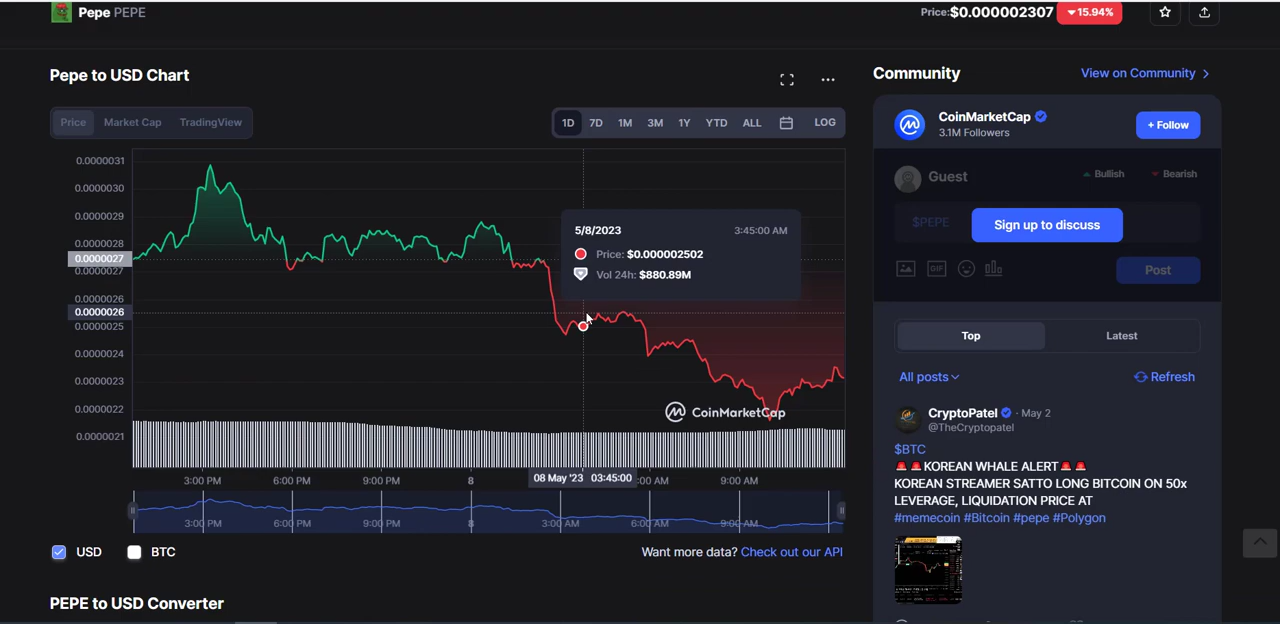 Pepe PEPE
Price:$0.000002307 15.94%
Pepe to USD Chart
Price Market Cap TradingView
1D 7D 1M 3M 1Y YTD ALL LOG
0.0000031
0.0000030
0.0000029
0.0000028
0.0000027
0.0000027
0.0000026
0.0000026
0.0000025
0.0000024
0.0000023
0.0000022
0.0000021
5/8/2023 3:45:00 AM
Price: $0.000002502
Vol 24h: $880.89M
CoinMarketCap
3:00 PM 6:00 PM 9:00 PM 8 08 May '23 03:45:00 :00 AM 9:00 AM
3:00 PM 6:00 PM 9:00 PM 8 3:00 AM 6:00 AM 9:00 AM
USD BTC
Want more data? Check out our API
PEPE to USD Converter
Community View on Community
CoinMarketCap
3.1M Followers
+ Follow
Guest Bullish Bearish
$PEPE
Sign up to discuss
GIF
Post
Top Latest
All posts Refresh
CryptoPatel · May 2
@TheCryptopatel
$BTC
🚨🚨KOREAN WHALE ALERT🚨🚨
KOREAN STREAMER SATTO LONG BITCOIN ON 50x
LEVERAGE, LIQUIDATION PRICE AT
#memecoin #Bitcoin #pepe #Polygon